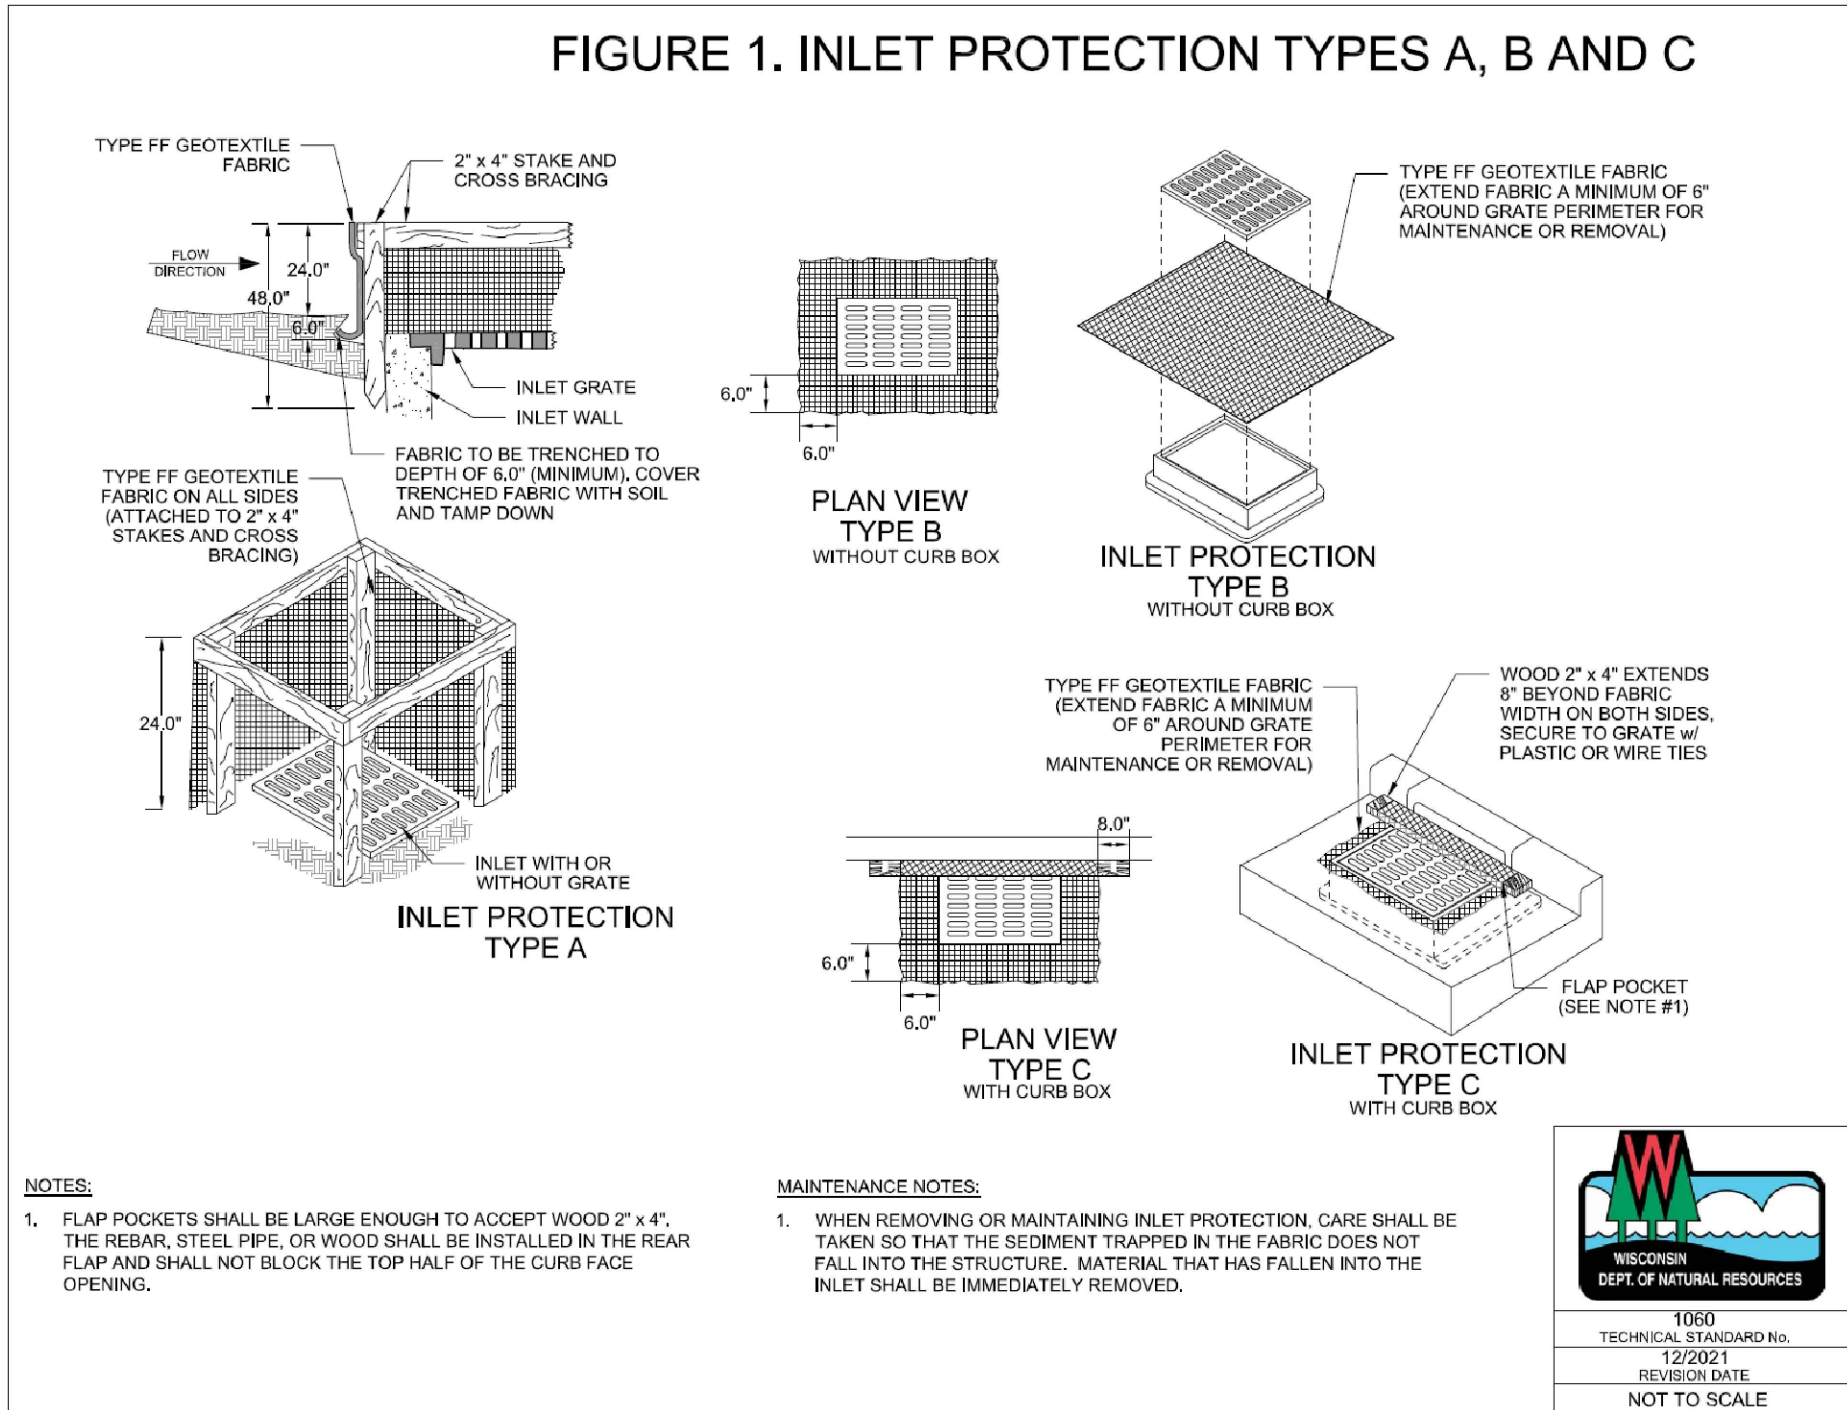 FIGURE 1. INLET PROTECTION TYPES A, B AND C
TYPE FF GEOTEXTILE
FABRIC
2" x 4" STAKE AND
CROSS BRACING
FLOW
DIRECTION
24.0"
48.0"
6.0"
INLET GRATE
INLET WALL
FABRIC TO BE TRENCHED TO
DEPTH OF 6.0" (MINIMUM). COVER
TRENCHED FABRIC WITH SOIL
AND TAMP DOWN
TYPE FF GEOTEXTILE
FABRIC ON ALL SIDES
(ATTACHED TO 2" x 4"
STAKES AND CROSS
BRACING)
24.0"
INLET WITH OR
WITHOUT GRATE
INLET PROTECTION
TYPE A
6.0"
6.0"
PLAN VIEW
TYPE B
WITHOUT CURB BOX
TYPE FF GEOTEXTILE FABRIC
(EXTEND FABRIC A MINIMUM OF 6"
AROUND GRATE PERIMETER FOR
MAINTENANCE OR REMOVAL)
INLET PROTECTION
TYPE B
WITHOUT CURB BOX
8.0"
6.0"
6.0"
PLAN VIEW
TYPE C
WITH CURB BOX
TYPE FF GEOTEXTILE FABRIC
(EXTEND FABRIC A MINIMUM
OF 6" AROUND GRATE
PERIMETER FOR
MAINTENANCE OR REMOVAL)
WOOD 2" x 4" EXTENDS
8" BEYOND FABRIC
WIDTH ON BOTH SIDES,
SECURE TO GRATE w/
PLASTIC OR WIRE TIES
FLAP POCKET
(SEE NOTE #1)
INLET PROTECTION
TYPE C
WITH CURB BOX
NOTES:
1. FLAP POCKETS SHALL BE LARGE ENOUGH TO ACCEPT WOOD 2" x 4".
THE REBAR, STEEL PIPE, OR WOOD SHALL BE INSTALLED IN THE REAR
FLAP AND SHALL NOT BLOCK THE TOP HALF OF THE CURB FACE
OPENING.
MAINTENANCE NOTES:
1. WHEN REMOVING OR MAINTAINING INLET PROTECTION, CARE SHALL BE
TAKEN SO THAT THE SEDIMENT TRAPPED IN THE FABRIC DOES NOT
FALL INTO THE STRUCTURE. MATERIAL THAT HAS FALLEN INTO THE
INLET SHALL BE IMMEDIATELY REMOVED.
W
WISCONSIN
DEPT. OF NATURAL RESOURCES
1060
TECHNICAL STANDARD No.
12/2021
REVISION DATE
NOT TO SCALE